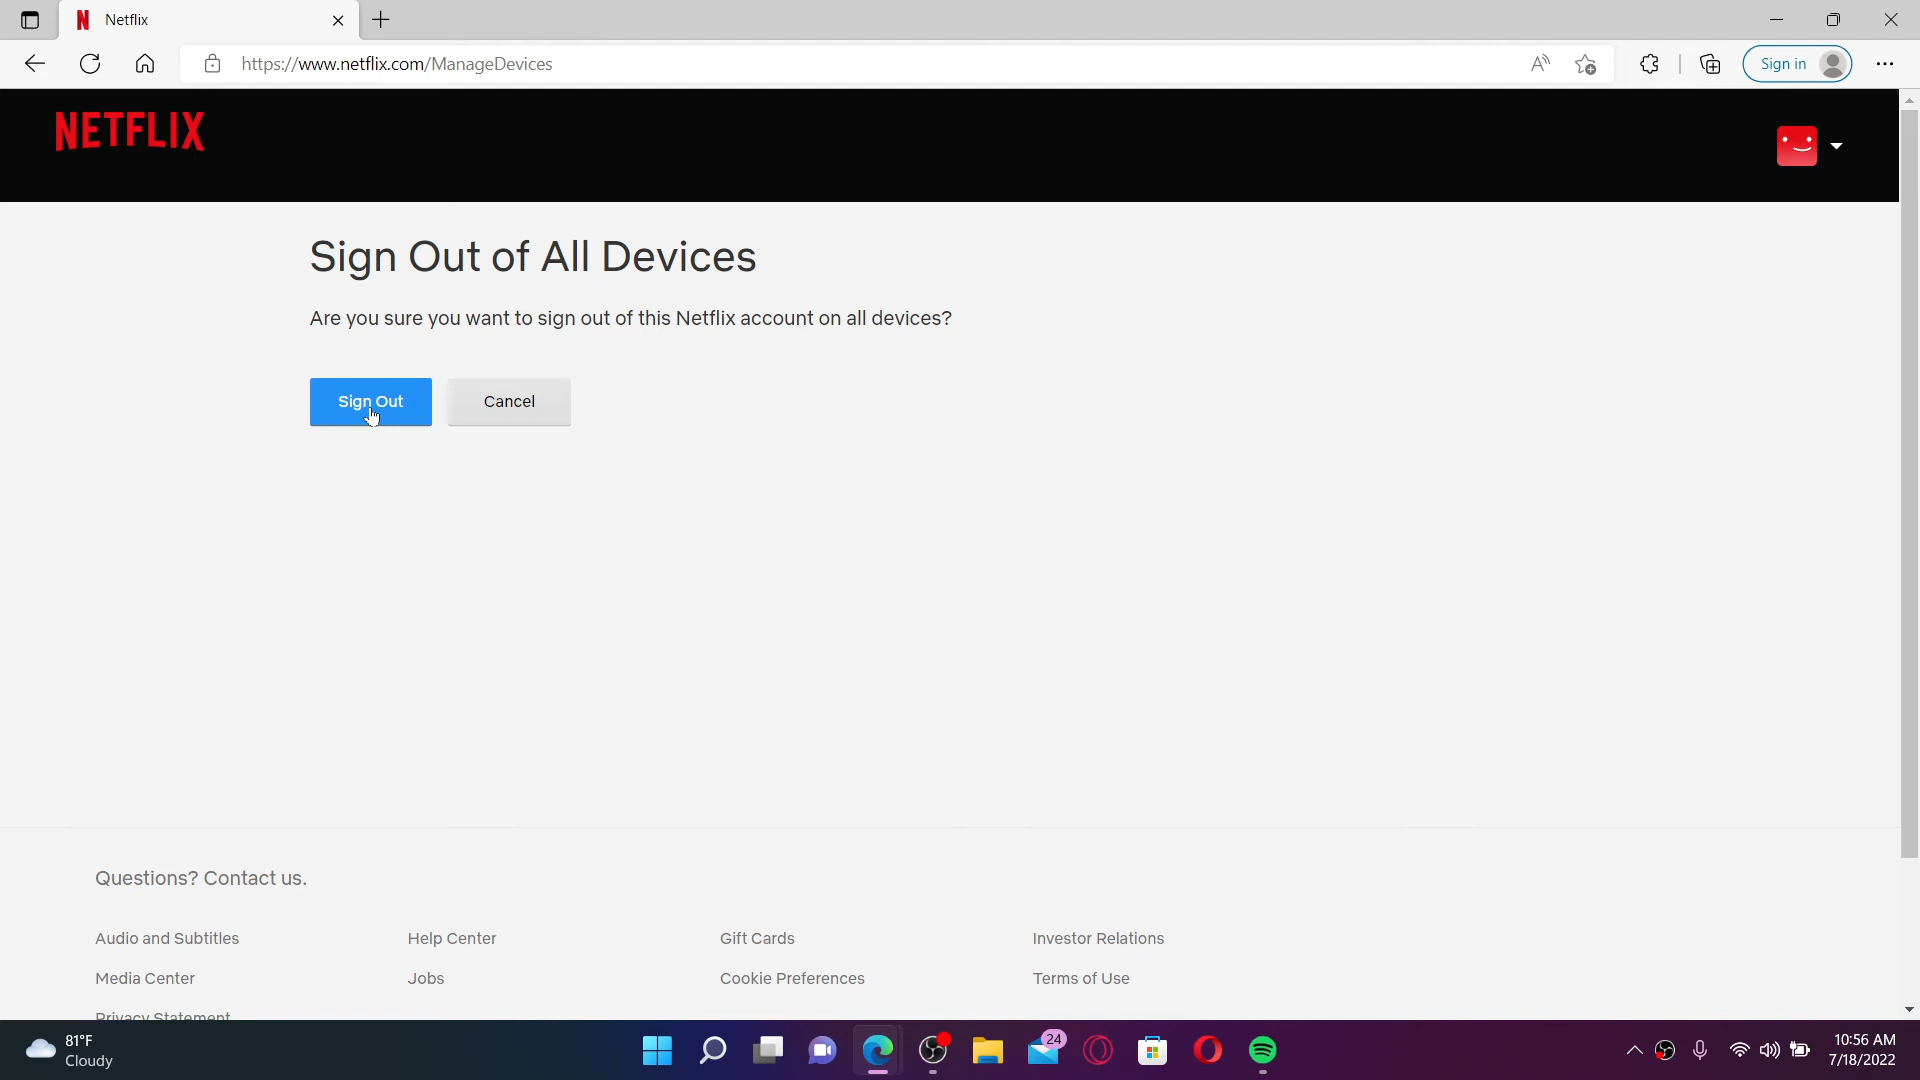 Netflix
https://www.netflix.com/ManageDevices
Sign in
NETFLIX
Sign Out of All Devices
Are you sure you want to sign out of this Netflix account on all devices?
Sign Out
Cancel
Questions? Contact us.
Audio and Subtitles
Help Center
Gift Cards
Investor Relations
Media Center
Jobs
Cookie Preferences
Terms of Use
Privacy Statement
81°F
Cloudy
24
10:56 AM
7/18/2022